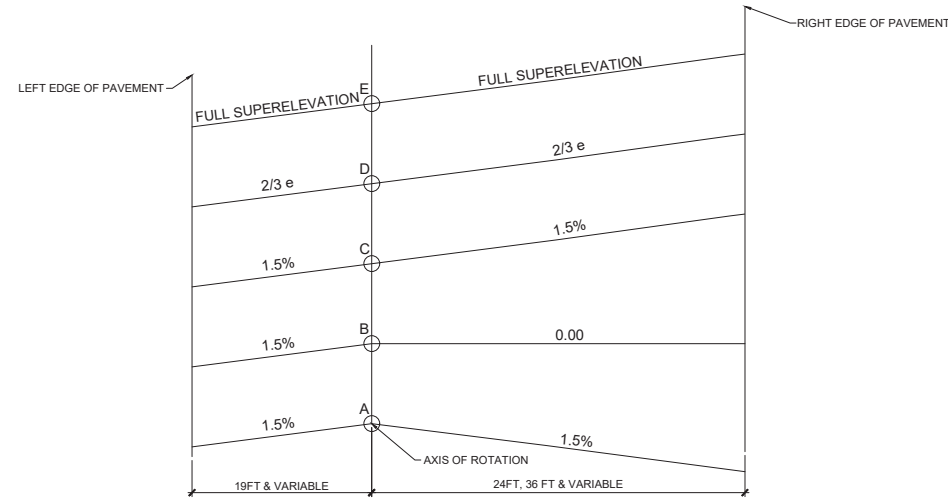 RIGHT EDGE OF PAVEMENT
LEFT EDGE OF PAVEMENT
FULL SUPERELEVATION
E
FULL SUPERELEVATION
2/3 e
D
2/3 e
1.5%
C
1.5%
1.5%
B
0.00
1.5%
A
1.5%
AXIS OF ROTATION
19FT & VARIABLE
24FT, 36 FT & VARIABLE